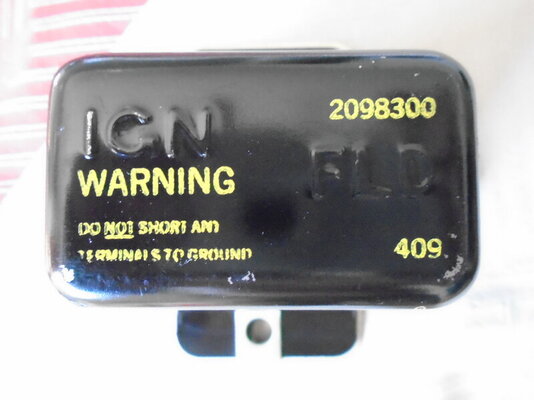 IGN
2098300
FLD
WARNING
DO NOT SHORT ANY
TERMINALS TO GROUND
409